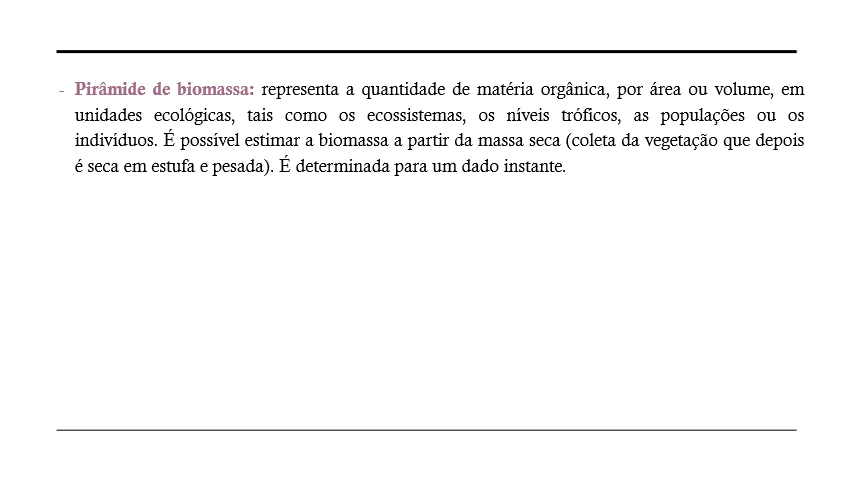 - Pirâmide de biomassa: representa a quantidade de matéria orgânica, por área ou volume, em
unidades ecológicas, tais como os ecossistemas, os níveis tróficos, as populações ou os
indivíduos. É possível estimar a biomassa a partir da massa seca (coleta da vegetação que depois
é seca em estufa e pesada). É determinada para um dado instante.